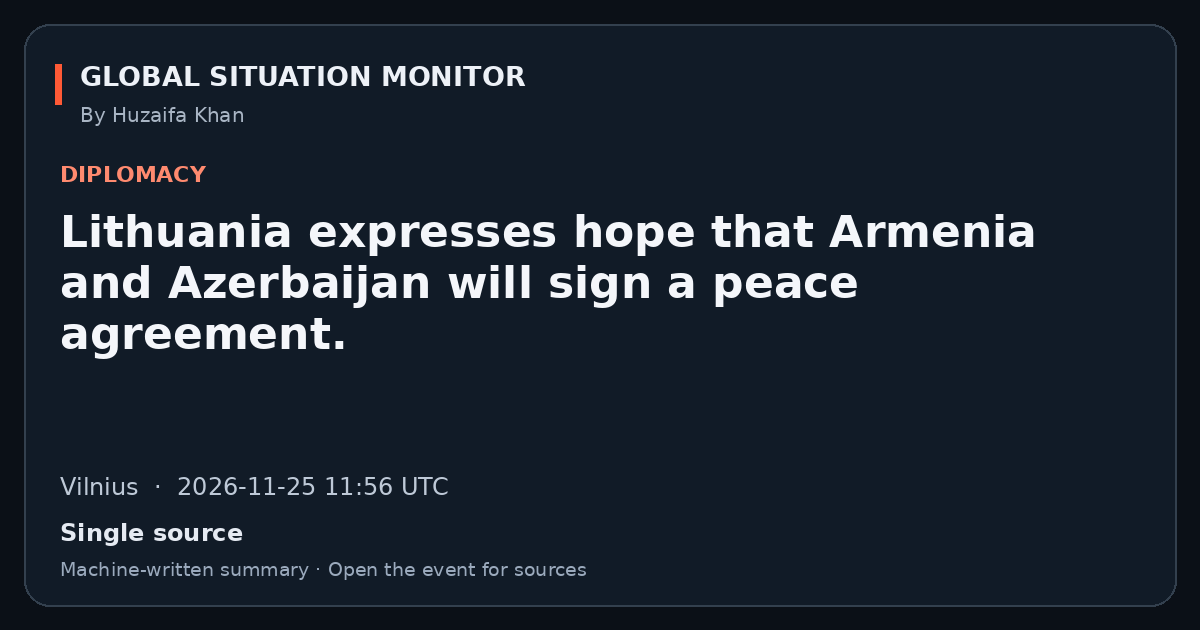 GLOBAL SITUATION MONITOR
By Huzaifa Khan
DIPLOMACY
Lithuania expresses hope that Armenia
and Azerbaijan will sign a peace
agreement.
Vilnius · 2026-11-25 11:56 UTC
Single source
Machine-written summary · Open the event for sources